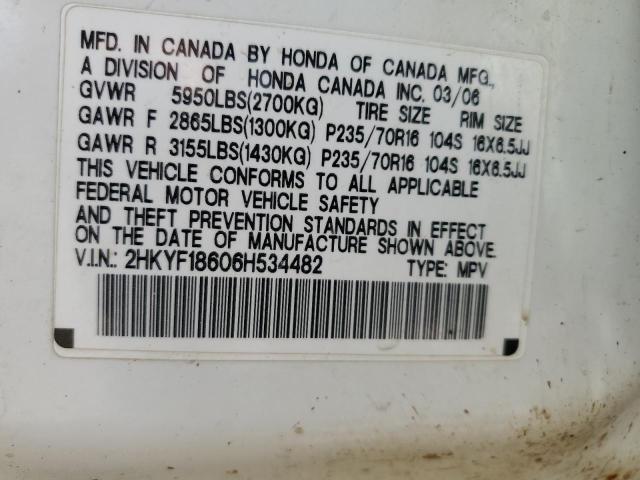 MFD. IN CANADA BY HONDA OF CANADA MFG.,
A DIVISION OF HONDA CANADA INC. 03/06
GVWR 5950LBS(2700KG) TIRE SIZE RIM SIZE
GAWR F 2865LBS(1300KG) P235/70R16 104S 16X6.5JJ
GAWR R 3155LBS(1430KG) P235/70R16 104S 16X6.5JJ
THIS VEHICLE CONFORMS TO ALL APPLICABLE
FEDERAL MOTOR VEHICLE SAFETY
AND THEFT PREVENTION STANDARDS IN EFFECT
ON THE DATE OF MANUFACTURE SHOWN ABOVE.
V.I.N.: 2HKYF18606H534482 TYPE: MPV